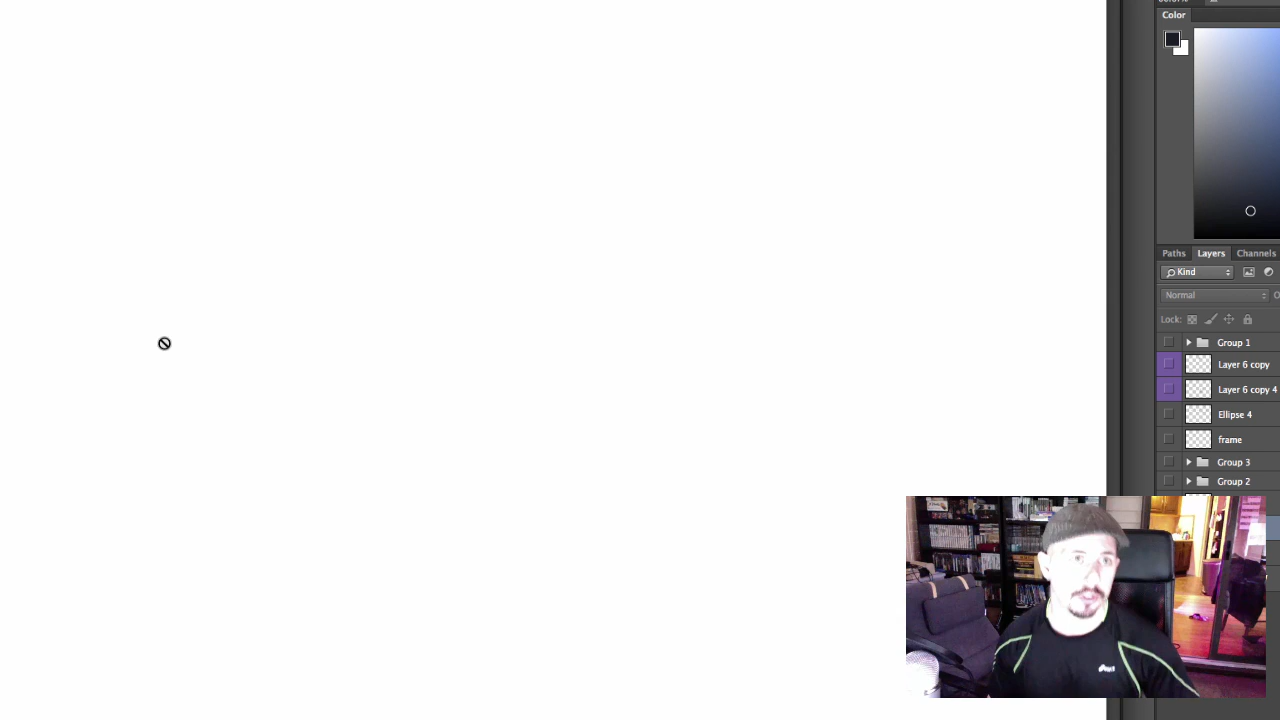 Color
Paths Layers Channels
Kind
Normal
Lock:
Group 1
Layer 6 copy
Layer 6 copy 4
Ellipse 4
frame
Group 3
Group 2
asics